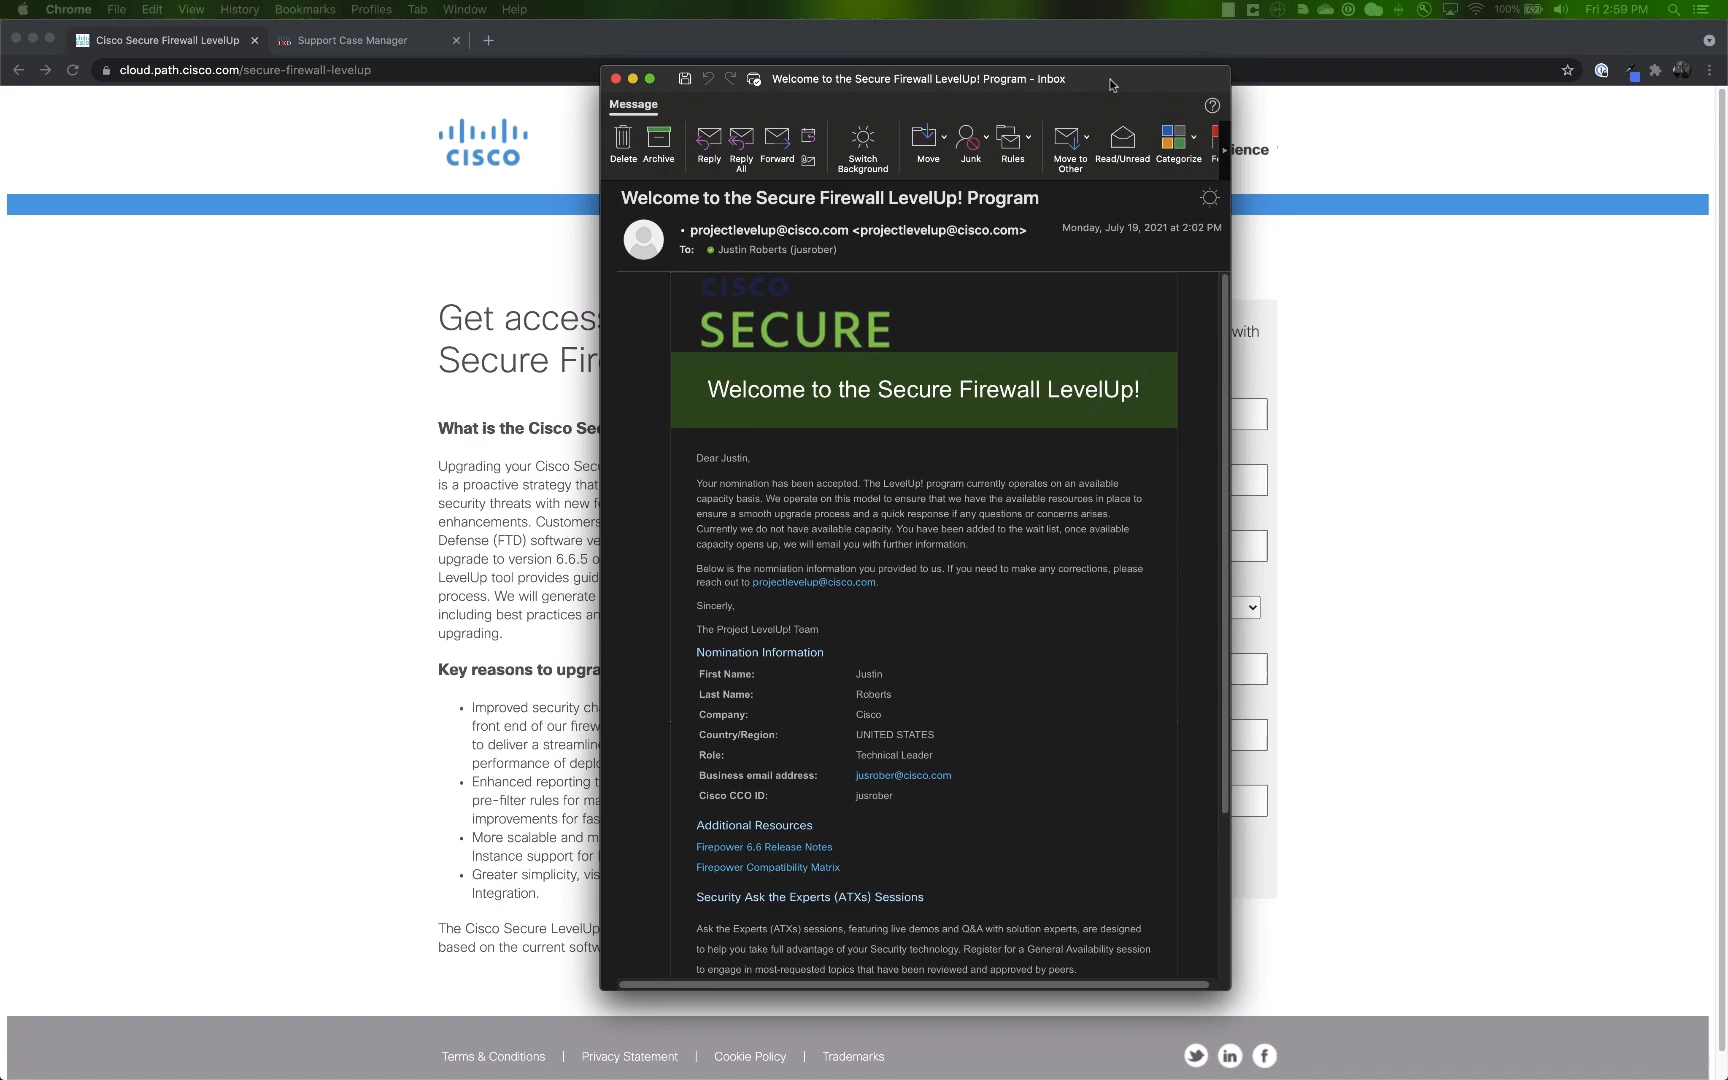 Chrome File Edit View History Bookmarks Profiles Tab Window Help
100% Fri 2:59 PM
Cisco Secure Firewall LevelUp
Support Case Manager
cloud.path.cisco.com/secure-firewall-levelup
Welcome to the Secure Firewall LevelUp! Program - Inbox
Message
Delete Archive Reply Reply All Forward Switch Background Move Junk Rules Move to Other Read/Unread Categorize
CISCO
ience
Welcome to the Secure Firewall LevelUp! Program
projectlevelup@cisco.com <projectlevelup@cisco.com>
Monday, July 19, 2021 at 2:02 PM
To: Justin Roberts (jusrober)
CISCO
SECURE
Welcome to the Secure Firewall LevelUp!
Dear Justin,
Your nomination has been accepted. The LevelUp! program currently operates on an available
capacity basis. We operate on this model to ensure that we have the available resources in place to
ensure a smooth upgrade process and a quick response if any questions or concerns arises.
Currently we do not have available capacity. You have been added to the wait list, once available
capacity opens up, we will email you with further information.
Below is the nomniation information you provided to us. If you need to make any corrections, please
reach out to projectlevelup@cisco.com.
Sincerely,
The Project LevelUp! Team
Nomination Information
First Name: Justin
Last Name: Roberts
Company: Cisco
Country/Region: UNITED STATES
Role: Technical Leader
Business email address: jusrober@cisco.com
Cisco CCO ID: jusrober
Additional Resources
Firepower 6.6 Release Notes
Firepower Compatibility Matrix
Security Ask the Experts (ATXs) Sessions
Ask the Experts (ATXs) sessions, featuring live demos and Q&A with solution experts, are designed
to help you take full advantage of your Security technology. Register for a General Availability session
to engage in most-requested topics that have been reviewed and approved by peers.
Get access
Secure Fir
with
What is the Cisco Sec
Upgrading your Cisco Secu
is a proactive strategy that
security threats with new fe
enhancements. Customers
Defense (FTD) software ve
upgrade to version 6.6.5 o
LevelUp tool provides guid
process. We will generate
including best practices an
upgrading.
Key reasons to upgra
Improved security cha
front end of our firew
to deliver a streamlin
performance of deplo
Enhanced reporting t
pre-filter rules for ma
improvements for fas
More scalable and m
Instance support for
Greater simplicity, vis
Integration.
The Cisco Secure LevelUp
based on the current softw
Terms & Conditions | Privacy Statement | Cookie Policy | Trademarks